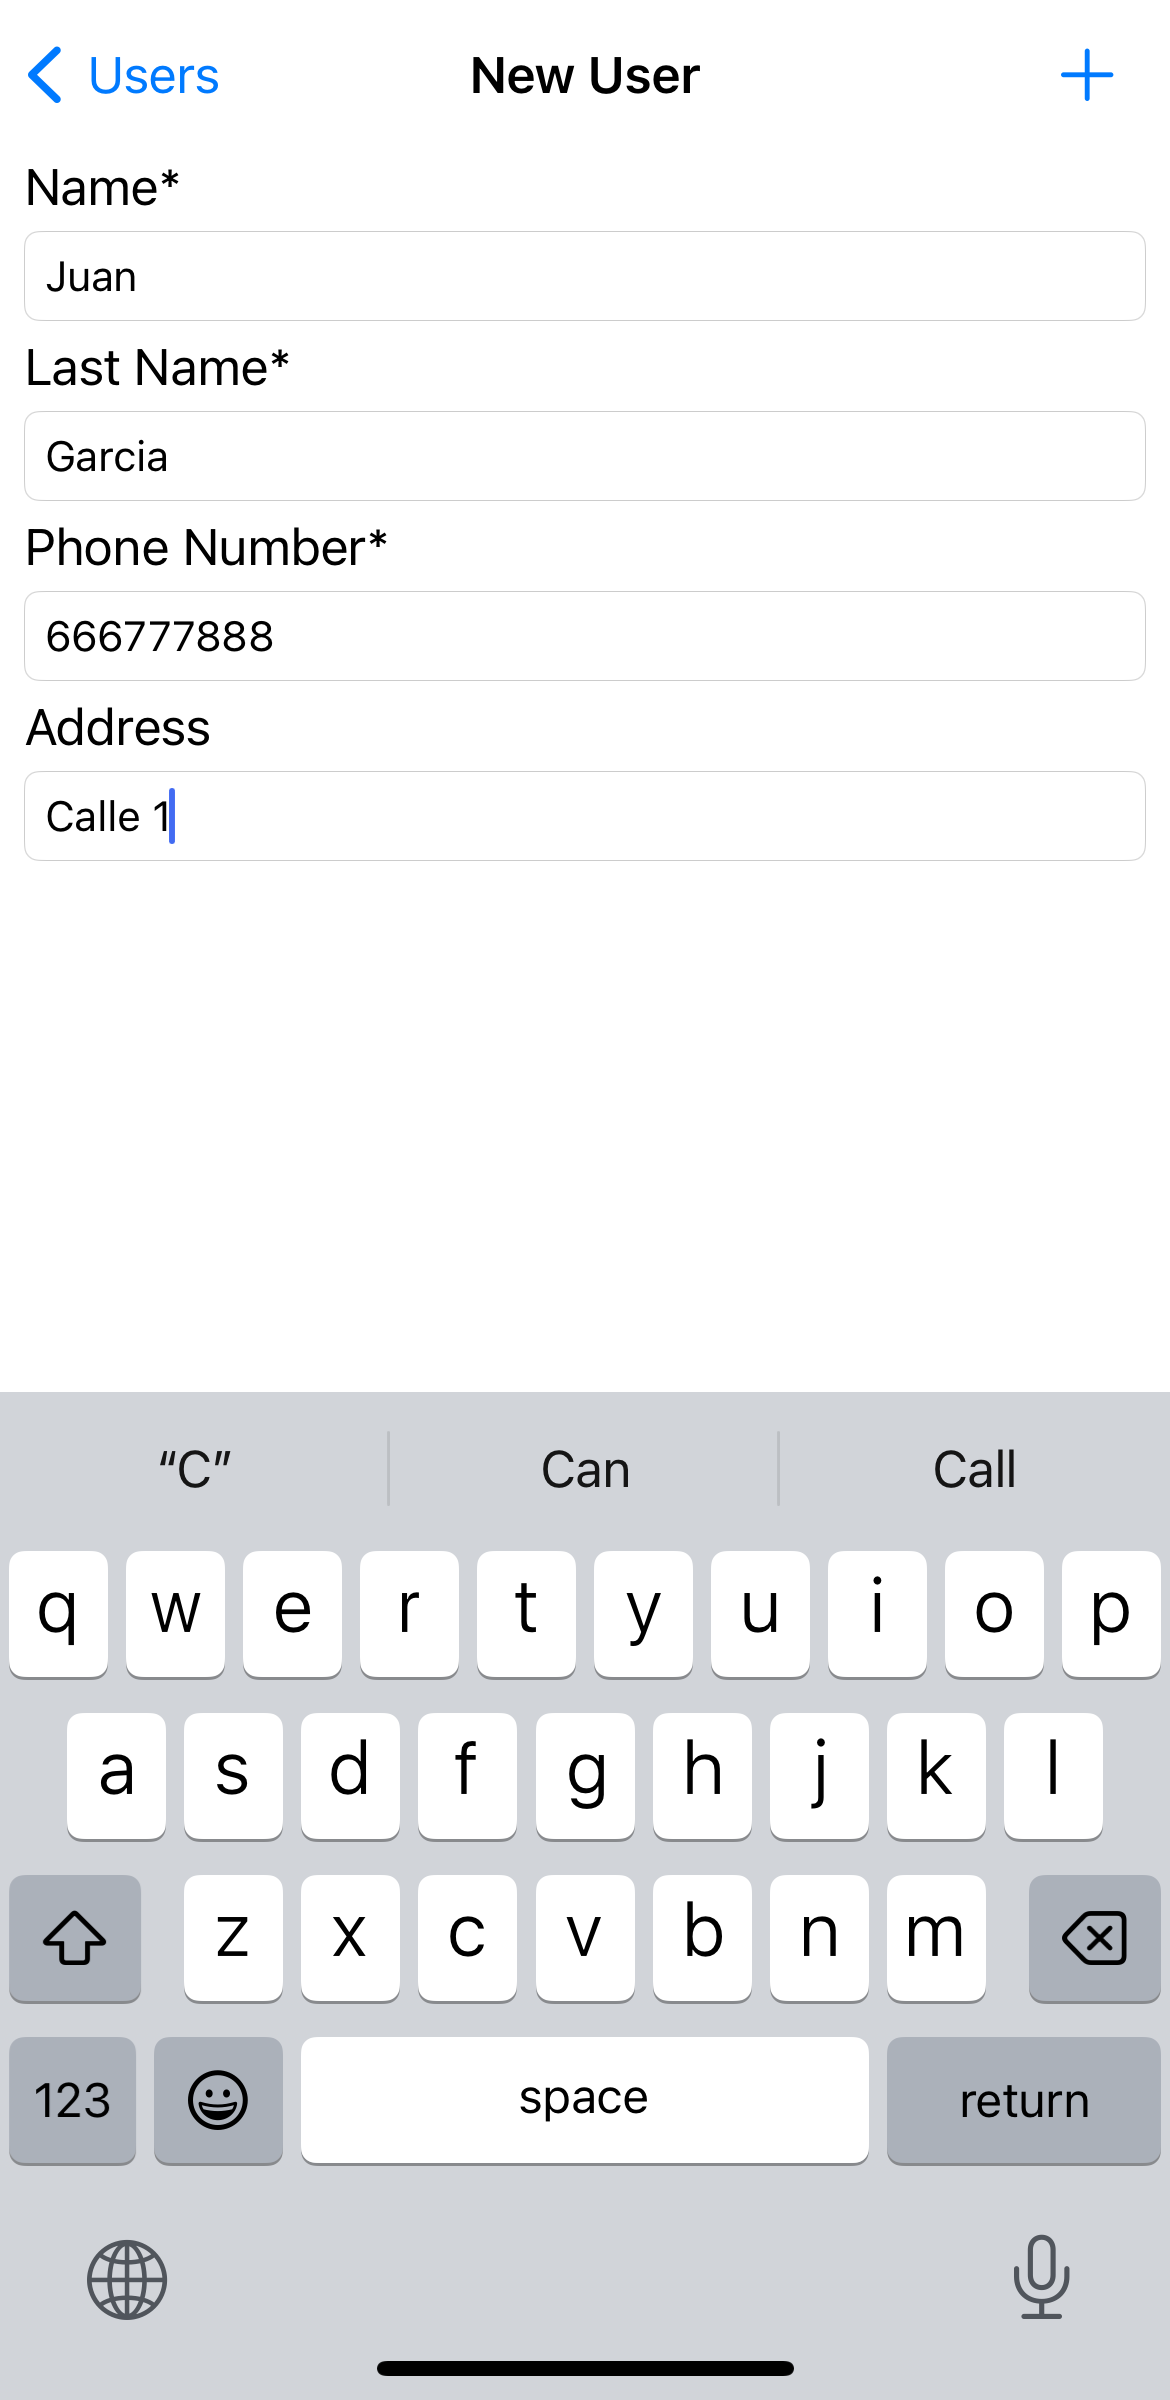 Users New User
Name*
Juan
Last Name*
Garcia
Phone Number*
666777888
Address
Calle 1
“C” Can Call
q w e r t y u i o p
a s d f g h j k l
z x c v b n m
123 space return